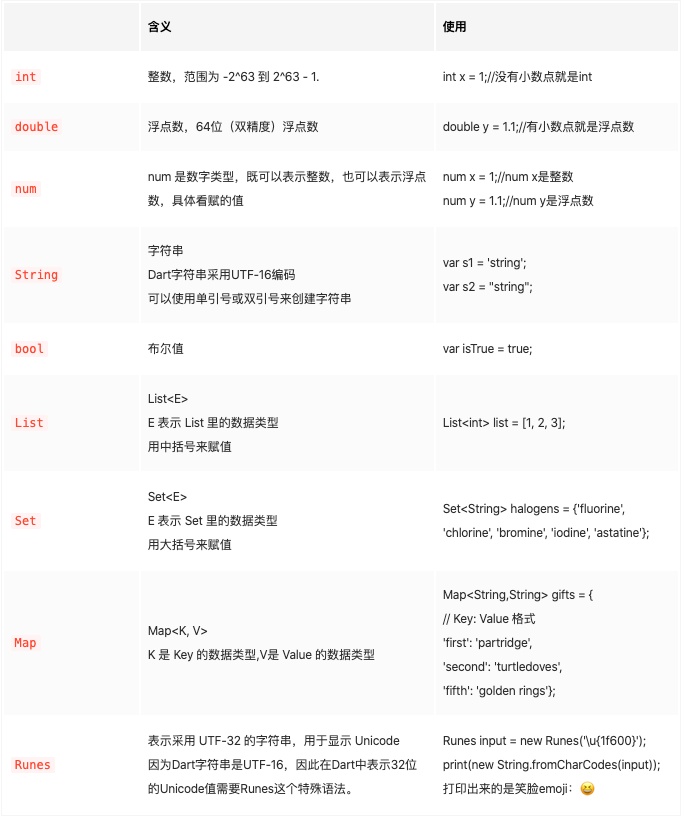 含义 使用
int 整数，范围为 -2^63 到 2^63 - 1. int x = 1;//没有小数点就是int
double 浮点数，64位（双精度）浮点数 double y = 1.1;//有小数点就是浮点数
num
num 是数字类型，既可以表示整数，也可以表示浮点
数，具体看赋的值
num x = 1;//num x是整数
num y = 1.1;//num y是浮点数
String
字符串
Dart字符串采用UTF-16编码
可以使用单引号或双引号来创建字符串
var s1 = 'string';
var s2 = "string";
bool 布尔值 var isTrue = true;
List
List<E>
E 表示 List 里的数据类型
用中括号来赋值
List<int> list = [1, 2, 3];
Set
Set<E>
E 表示 Set 里的数据类型
用大括号来赋值
Set<String> halogens = {'fluorine',
'chlorine', 'bromine', 'iodine', 'astatine'};
Map
Map<K, V>
K 是 Key 的数据类型,V是 Value 的数据类型
Map<String,String> gifts = {
// Key: Value 格式
'first': 'partridge',
'second': 'turtledoves',
'fifth': 'golden rings'};
Runes
表示采用 UTF-32 的字符串，用于显示 Unicode
因为Dart字符串是UTF-16，因此在Dart中表示32位
的Unicode值需要Runes这个特殊语法。
Runes input = new Runes('\u{1f600}');
print(new String.fromCharCodes(input));
打印出来的是笑脸emoji：😆